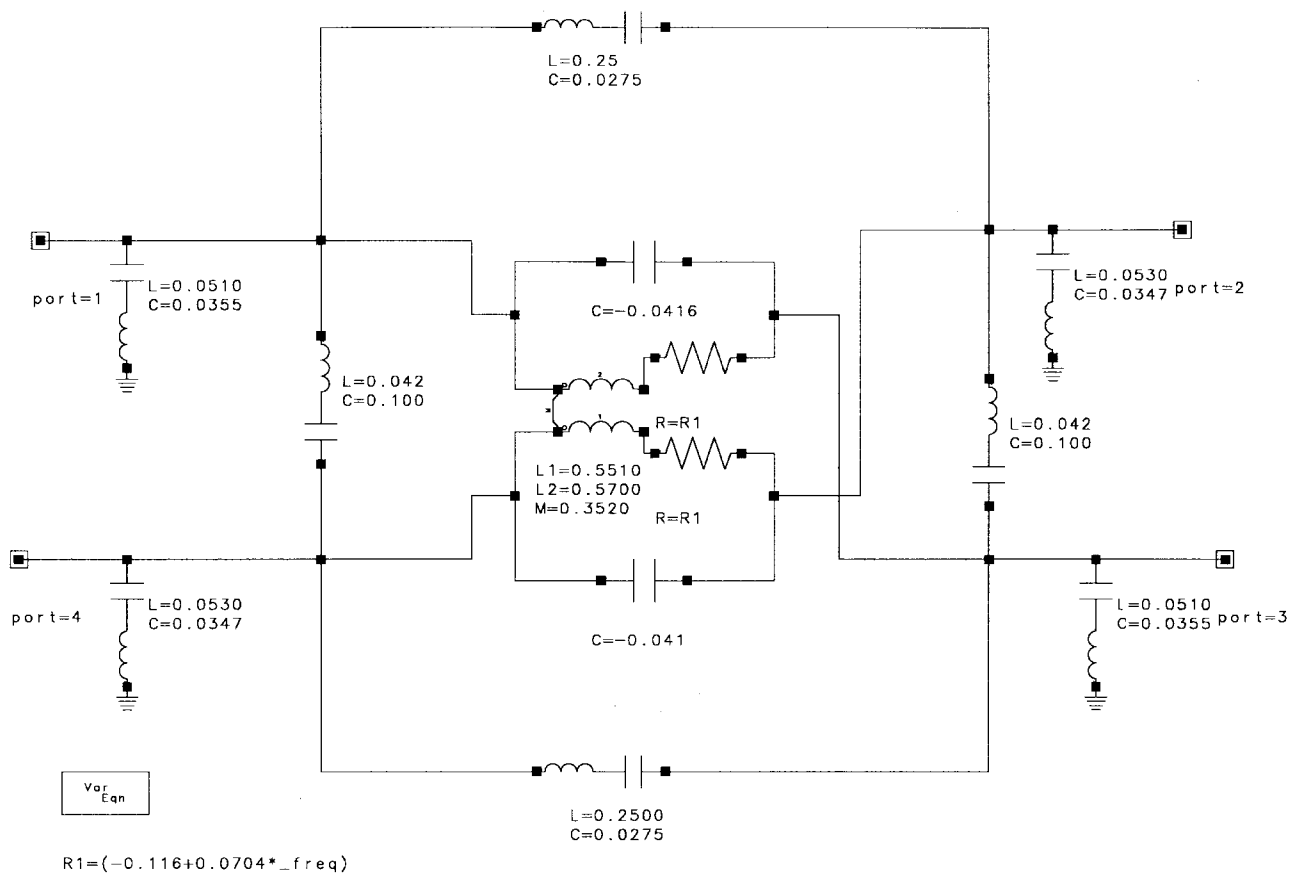 L=0.25
C=0.0275
port=1
L=0.0510
C=0.0355
L=0.0530
C=0.0347
port=2
C=-0.0416
L=0.042
C=0.100
2
M
1
R=R1
L1=0.5510
L2=0.5700
M=0.3520
R=R1
L=0.042
C=0.100
port=4
L=0.0530
C=0.0347
C=-0.041
L=0.0510
C=0.0355
port=3
Var
Eqn
L=0.2500
C=0.0275
R1=(-0.116+0.0704*_freq)